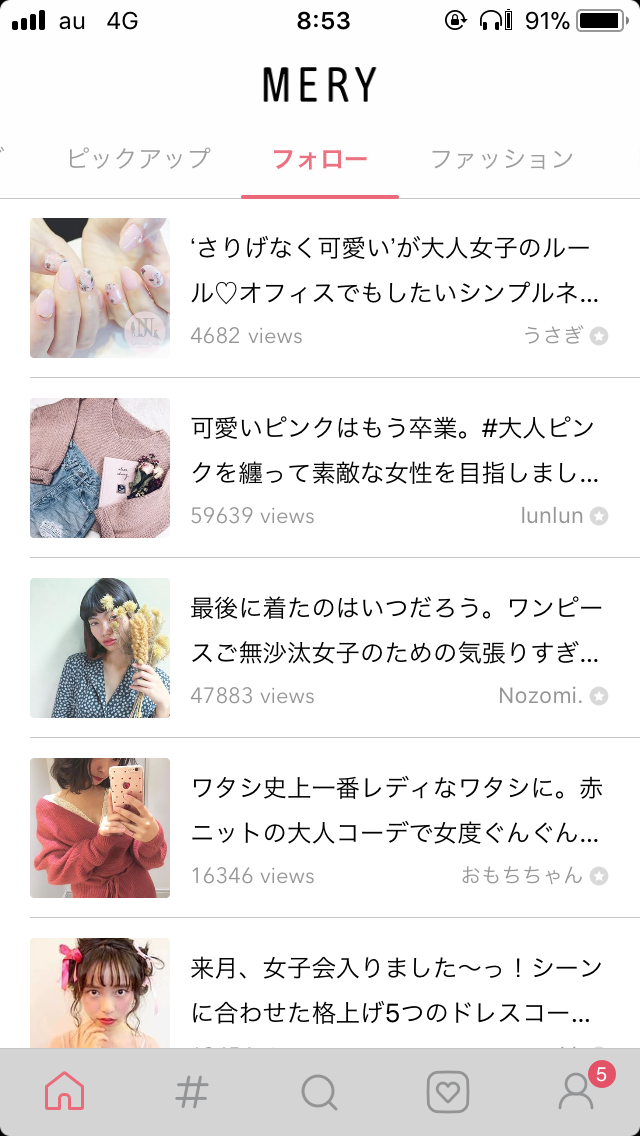 au 4G 8:53 91%
MERY
ピックアップ フォロー ファッション
‘さりげなく可愛い’が大人女子のルー
ル♡オフィスでもしたいシンプルネ...
4682 views うさぎ
可愛いピンクはもう卒業。#大人ピン
クを纏って素敵な女性を目指しまし...
59639 views lunlun
最後に着たのはいつだろう。ワンピー
スご無沙汰女子のための気張りすぎ...
47883 views Nozomi.
ワタシ史上一番レディなワタシに。赤
ニットの大人コーデで女度ぐんぐん...
16346 views おもちちゃん
来月、女子会入りました〜っ！シーン
に合わせた格上げ5つのドレスコー...
5